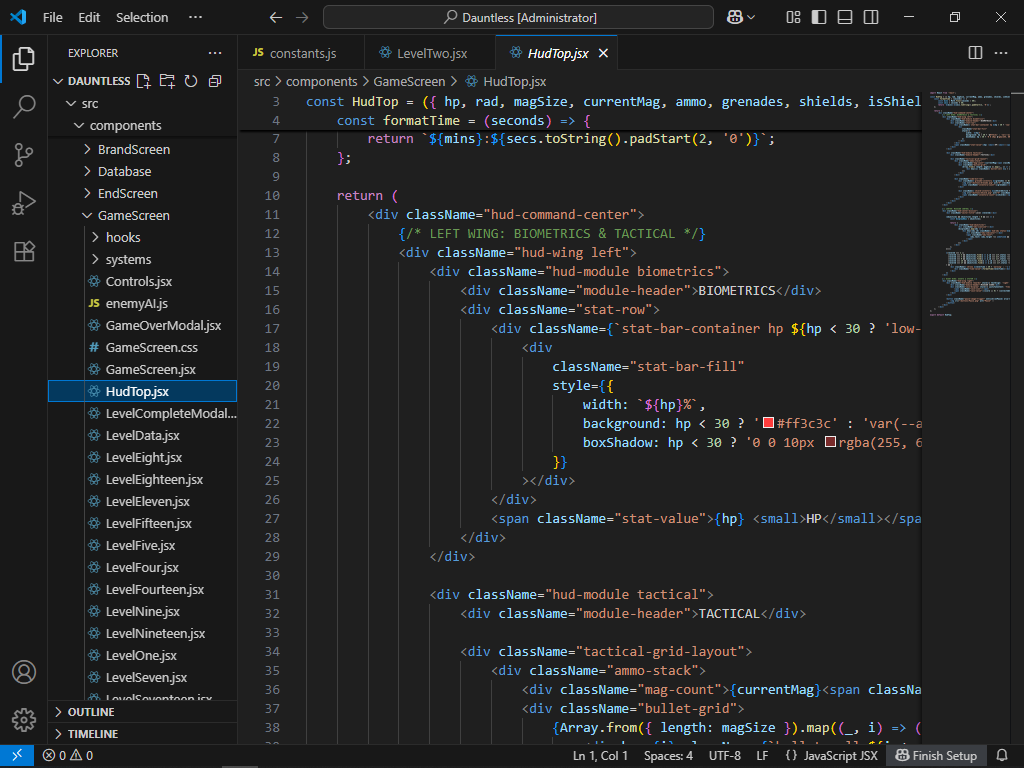 File Edit Selection ··· Dauntless [Administrator]
EXPLORER ···
DAUNTLESS
src
components
BrandScreen
Database
EndScreen
GameScreen
hooks
systems
Controls.jsx
JS enemyAI.js
GameOverModal.jsx
# GameScreen.css
GameScreen.jsx
HudTop.jsx
LevelCompleteModal...
LevelData.jsx
LevelEight.jsx
LevelEighteen.jsx
LevelEleven.jsx
LevelFifteen.jsx
LevelFive.jsx
LevelFour.jsx
LevelFourteen.jsx
LevelNine.jsx
LevelNineteen.jsx
LevelOne.jsx
LevelSeven.jsx
LevelSeventeen.jsx
OUTLINE
TIMELINE
JS constants.js LevelTwo.jsx HudTop.jsx
src > components > GameScreen > HudTop.jsx
3 const HudTop = ({ hp, rad, magSize, currentMag, ammo, grenades, shields, isShiel
4 const formatTime = (seconds) => {
7 return `${mins}:${secs.toString().padStart(2, '0')}`;
8 };
9
10 return (
11 <div className="hud-command-center">
12 {/* LEFT WING: BIOMETRICS & TACTICAL */}
13 <div className="hud-wing left">
14 <div className="hud-module biometrics">
15 <div className="module-header">BIOMETRICS</div>
16 <div className="stat-row">
17 <div className={`stat-bar-container hp ${hp < 30 ? 'low-
18 <div
19 className="stat-bar-fill"
20 style={{
21 width: `${hp}%`,
22 background: hp < 30 ? '#ff3c3c' : 'var(--a
23 boxShadow: hp < 30 ? '0 0 10px rgba(255, 6
24 }}
25 ></div>
26 </div>
27 <span className="stat-value">{hp} <small>HP</small></spa
28 </div>
29 </div>
30
31 <div className="hud-module tactical">
32 <div className="module-header">TACTICAL</div>
33
34 <div className="tactical-grid-layout">
35 <div className="ammo-stack">
36 <div className="mag-count">{currentMag}<span classNa
37 <div className="bullet-grid">
38 {Array.from({ length: magSize }).map((_, i) => (
0 0 Ln 1, Col 1 Spaces: 4 UTF-8 LF {} JavaScript JSX Finish Setup